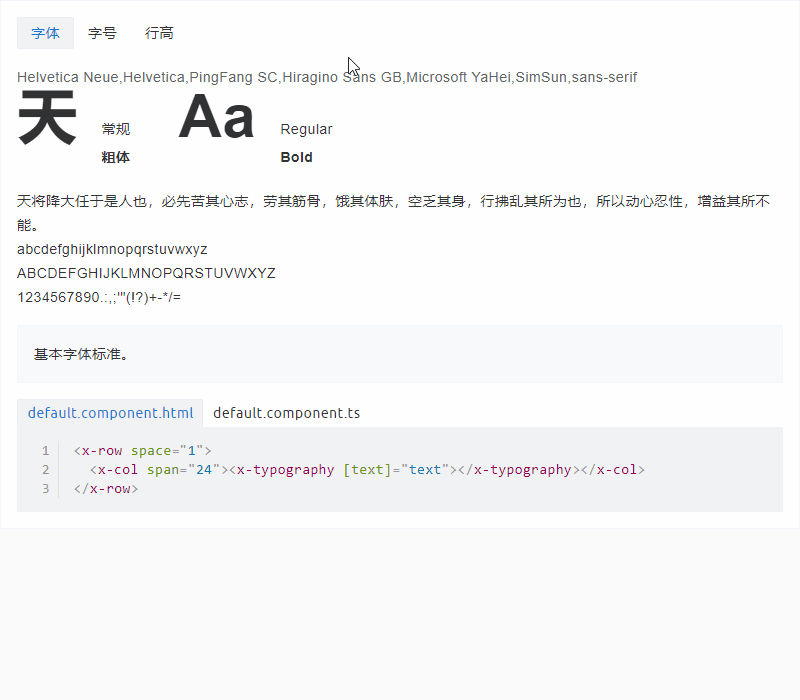 字体 字号 行高
Helvetica Neue,Helvetica,PingFang SC,Hiragino Sans GB,Microsoft YaHei,SimSun,sans-serif
天 常规 Aa Regular
粗体 Bold
天将降大任于是人也，必先苦其心志，劳其筋骨，饿其体肤，空乏其身，行拂乱其所为也，所以动心忍性，增益其所不
能。
abcdefghijklmnopqrstuvwxyz
ABCDEFGHIJKLMNOPQRSTUVWXYZ
1234567890.:,;'"(!?)+-*/=
基本字体标准。
default.component.html default.component.ts
1 <x-row space="1">
2 <x-col span="24"><x-typography [text]="text"></x-typography></x-col>
3 </x-row>